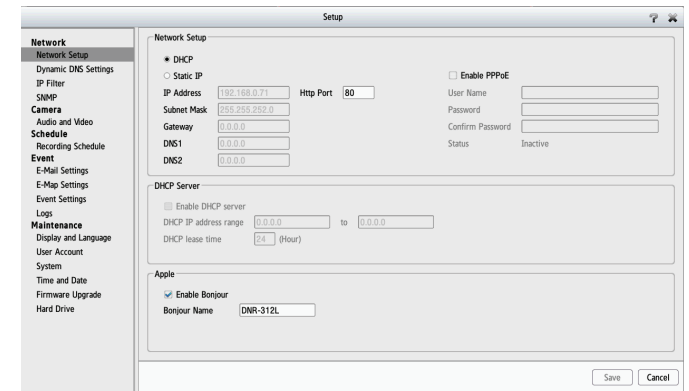 Setup
Network
Network Setup
Dynamic DNS Settings
IP Filter
SNMP
Camera
Audio and Video
Schedule
Recording Schedule
Event
E-Mail Settings
E-Map Settings
Event Settings
Logs
Maintenance
Display and Language
User Account
System
Time and Date
Firmware Upgrade
Hard Drive
Network Setup
DHCP
Static IP
IP Address 192.168.0.71 Http Port 80
Subnet Mask 255.255.252.0
Gateway 0.0.0.0
DNS1 0.0.0.0
DNS2 0.0.0.0
Enable PPPoE
User Name
Password
Confirm Password
Status Inactive
DHCP Server
Enable DHCP server
DHCP IP address range 0.0.0.0 to 0.0.0.0
DHCP lease time 24 (Hour)
Apple
Enable Bonjour
Bonjour Name DNR-312L
Save Cancel